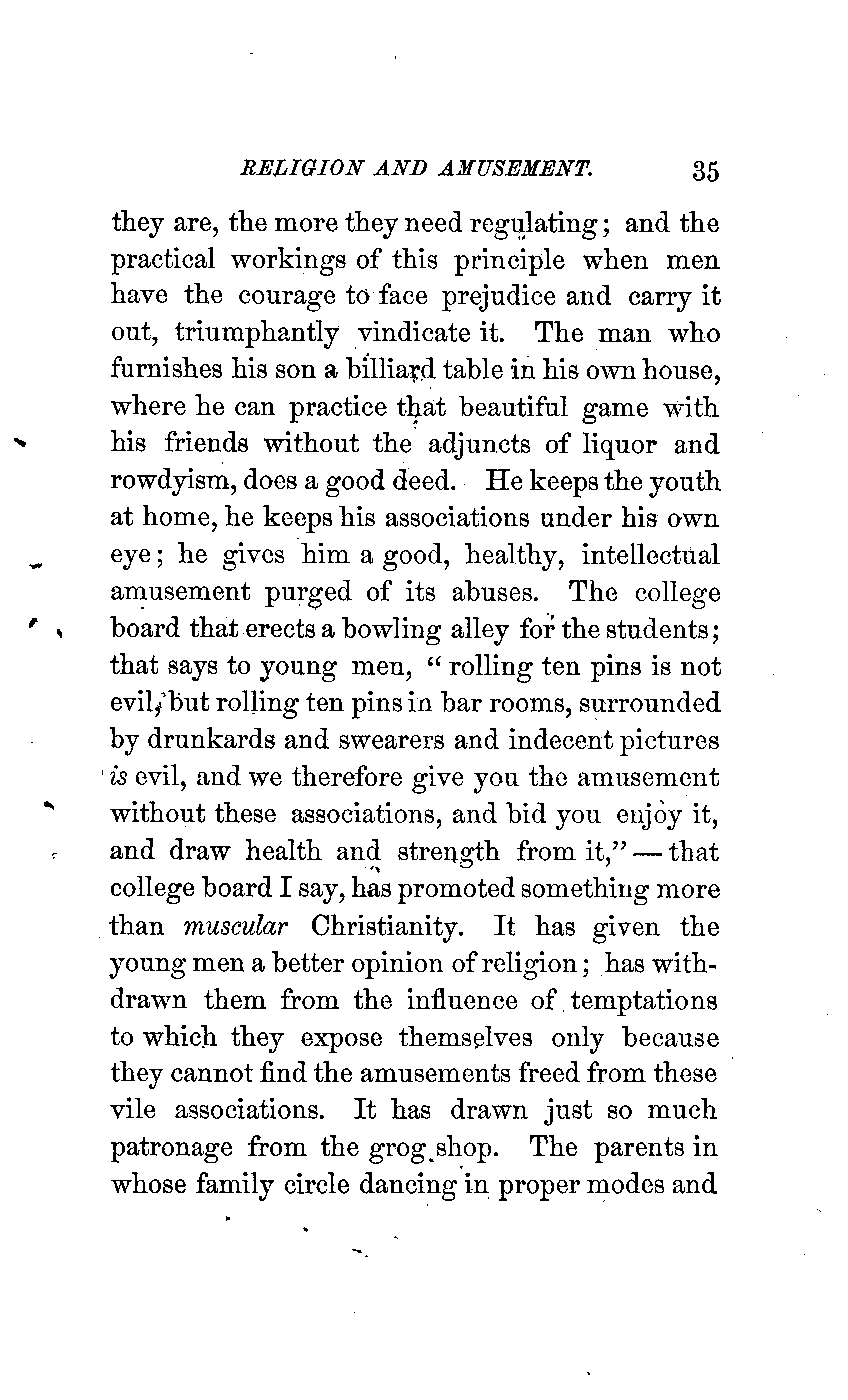 RELIGION AND AMUSEMENT. 35
they are, the more they need regulating; and the
practical workings of this principle when men
have the courage to face prejudice and carry it
out, triumphantly vindicate it. The man who
furnishes his son a billiard table in his own house,
where he can practice that beautiful game with
his friends without the adjuncts of liquor and
rowdyism, does a good deed. He keeps the youth
at home, he keeps his associations under his own
eye; he gives him a good, healthy, intellectual
amusement purged of its abuses. The college
board that erects a bowling alley for the students;
that says to young men, “ rolling ten pins is not
evil, but rolling ten pins in bar rooms, surrounded
by drunkards and swearers and indecent pictures
is evil, and we therefore give you the amusement
without these associations, and bid you enjoy it,
and draw health and strength from it,” — that
college board I say, has promoted something more
than muscular Christianity. It has given the
young men a better opinion of religion; has with-
drawn them from the influence of temptations
to which they expose themselves only because
they cannot find the amusements freed from these
vile associations. It has drawn just so much
patronage from the grog shop. The parents in
whose family circle dancing in proper modes and